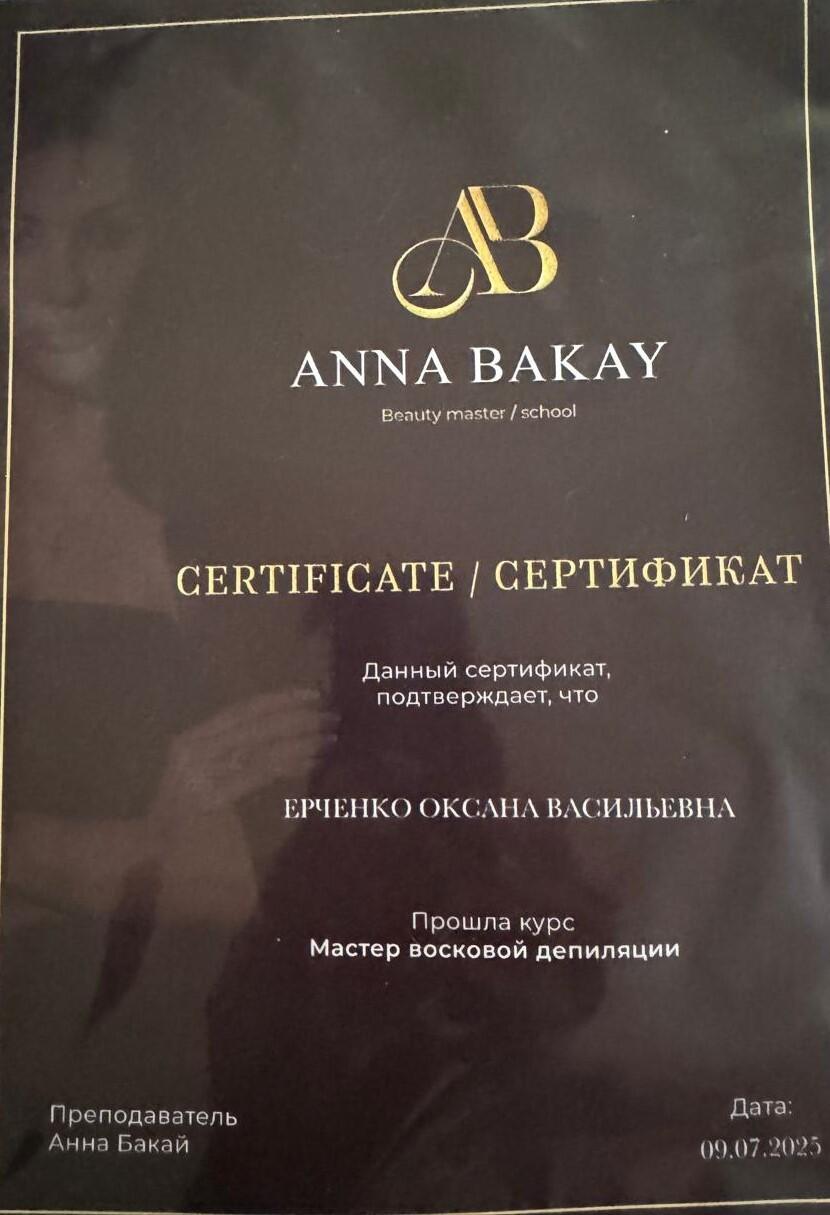 AB
ANNA BAKAY
Beauty master / school
CERTIFICATE / СЕРТИФИКАТ
Данный сертификат,
подтверждает, что
ЕРЧЕНКО ОКСАНА ВАСИЛЬЕВНА
Прошла курс
Мастер восковой депиляции
Преподаватель
Анна Бакай
Дата:
09.07.2025